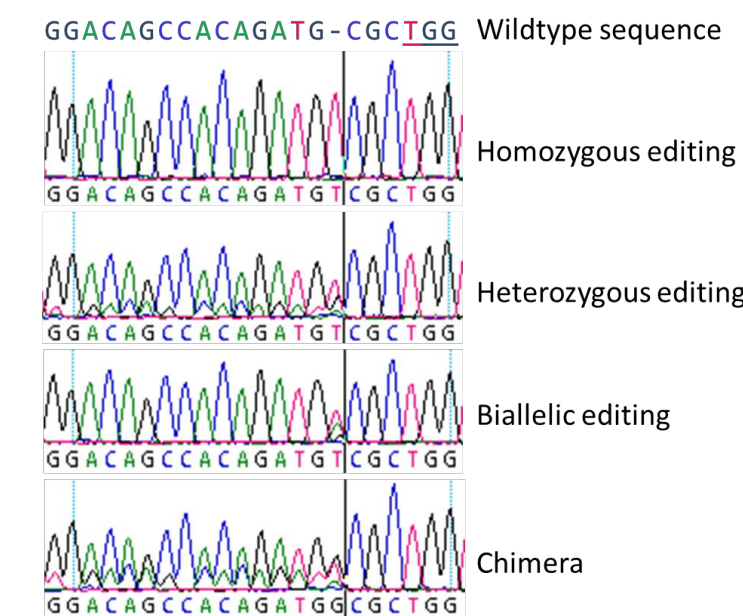 GGACAGCCACAGATG-CGCTGG Wildtype sequence
Homozygous editing
GGACAGCCACAGATGTCGCTGG
Heterozygous editing
GGACAGCCACAGATGTCGCTGG
Biallelic editing
GGACAGCCACAGATGTCGCTGG
Chimera
GGACAGCCACAGATGGCGCTGG